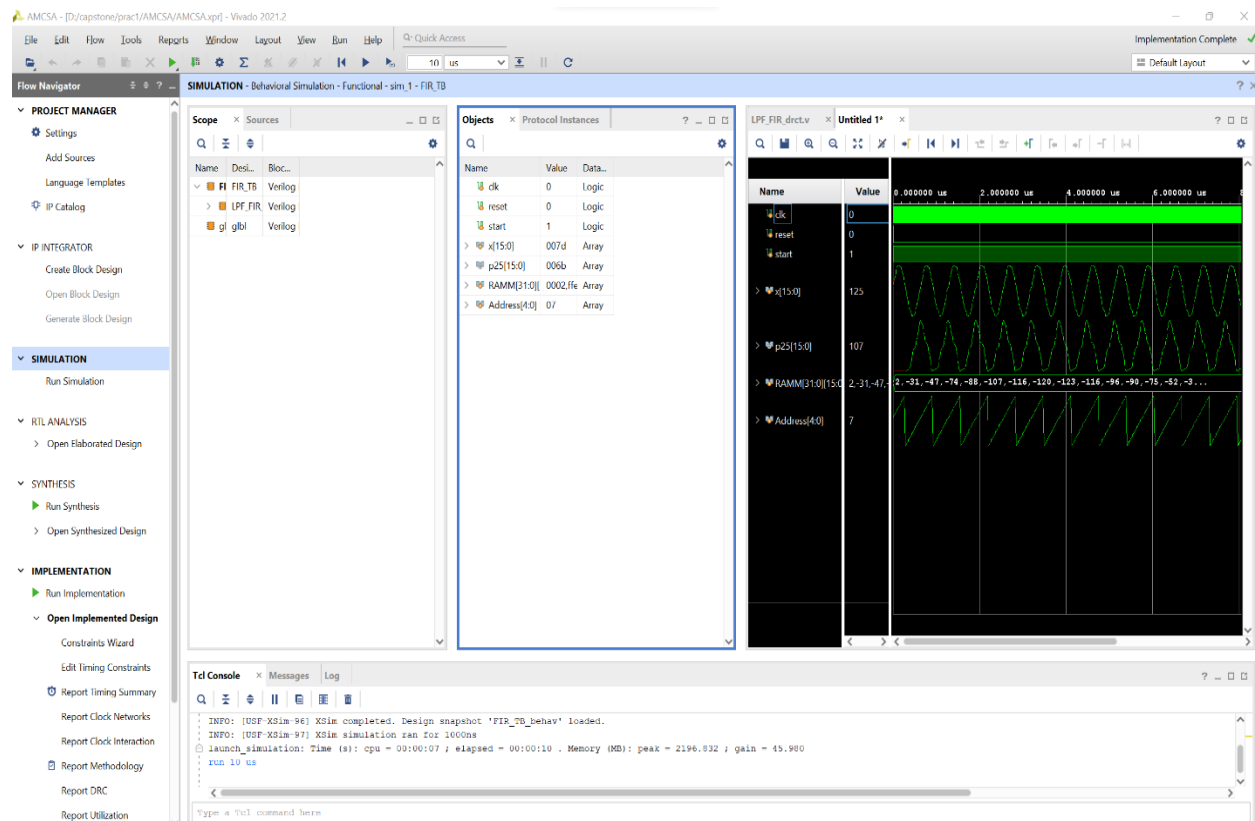 AMCSA - [D:/capstone/prac1/AMCSA/AMCSA.xpr] - Vivado 2021.2
File Edit Flow Tools Reports Window Layout View Run Help Q- Quick Access Implementation Complete
10 us Default Layout
Flow Navigator SIMULATION - Behavioral Simulation - Functional - sim_1 - FIR_TB
PROJECT MANAGER
Settings
Add Sources
Language Templates
IP Catalog
IP INTEGRATOR
Create Block Design
Open Block Design
Generate Block Design
SIMULATION
Run Simulation
RTL ANALYSIS
Open Elaborated Design
SYNTHESIS
Run Synthesis
Open Synthesized Design
IMPLEMENTATION
Run Implementation
Open Implemented Design
Constraints Wizard
Edit Timing Constraints
Report Timing Summary
Report Clock Networks
Report Clock Interaction
Report Methodology
Report DRC
Report Utilization
Scope Sources
Name Desi... Bloc...
FI FIR_TB Verilog
LPF_FIR Verilog
gl glbl Verilog
Objects Protocol Instances
Name Value Data...
clk 0 Logic
reset 0 Logic
start 1 Logic
x[15:0] 007d Array
p25[15:0] 006b Array
RAMM[31:0][ 0002,ffe Array
Address[4:0] 07 Array
LPF_FIR_drct.v Untitled 1*
Name Value 0.000000 us 2.000000 us 4.000000 us 6.000000 us
clk 0
reset 0
start 1
x[15:0] 125
p25[15:0] 107
RAMM[31:0][15:0 2,-31,-47,- 2,-31,-47,-74,-88,-107,-116,-120,-123,-116,-96,-90,-75,-52,-3...
Address[4:0] 7
Tcl Console Messages Log
INFO: [USF-XSim-96] XSim completed. Design snapshot 'FIR_TB_behav' loaded.
INFO: [USF-XSim-97] XSim simulation ran for 1000ns
launch_simulation: Time (s): cpu = 00:00:07 ; elapsed = 00:00:10 . Memory (MB): peak = 2196.832 ; gain = 45.980
run 10 us
Type a Tcl command here